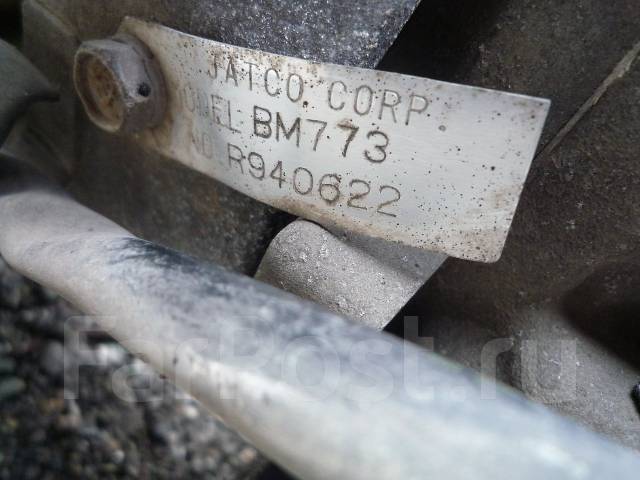 JATCO CORP
MODEL BM773
NO R940622
FarPost.ru